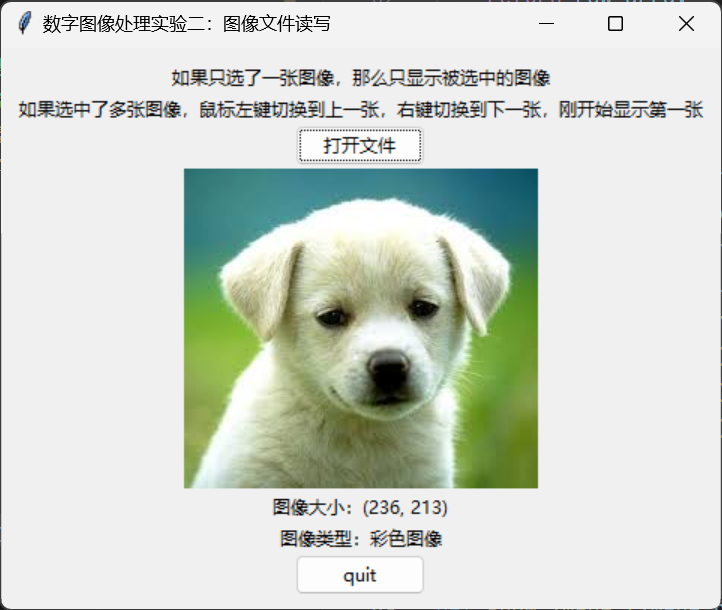 数字图像处理实验二：图像文件读写
如果只选了一张图像，那么只显示被选中的图像
如果选中了多张图像，鼠标左键切换到上一张，右键切换到下一张，刚开始显示第一张
打开文件
图像大小：(236, 213)
图像类型：彩色图像
quit